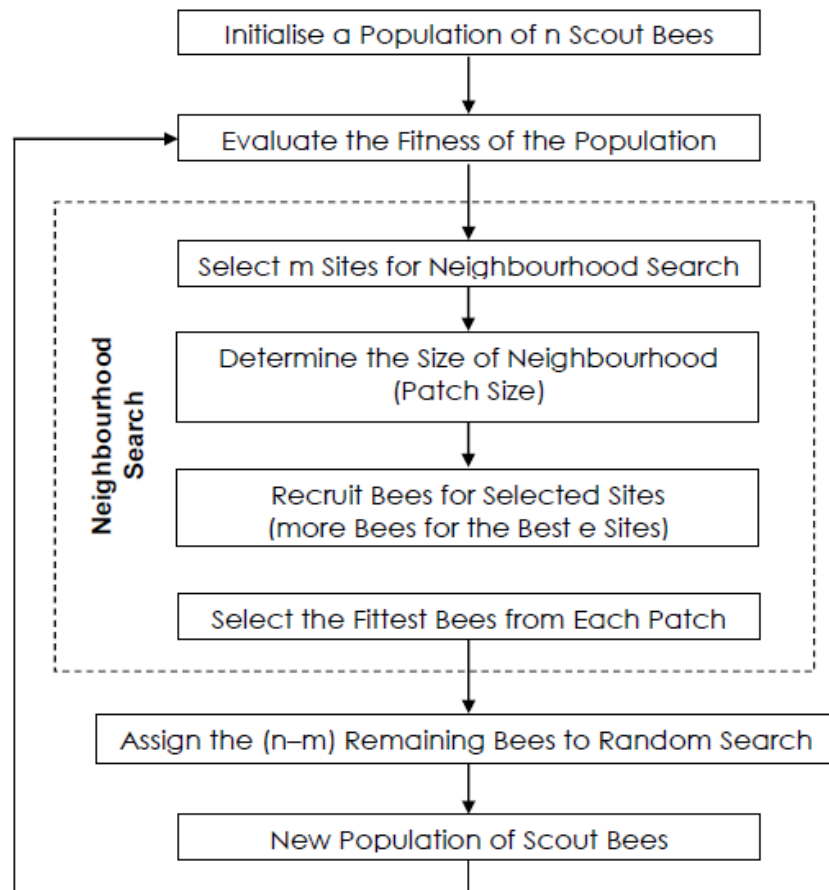 Initialise a Population of n Scout Bees
Evaluate the Fitness of the Population
Select m Sites for Neighbourhood Search
Determine the Size of Neighbourhood
(Patch Size)
Neighbourhood
Search
Recruit Bees for Selected Sites
(more Bees for the Best e Sites)
Select the Fittest Bees from Each Patch
Assign the (n–m) Remaining Bees to Random Search
New Population of Scout Bees